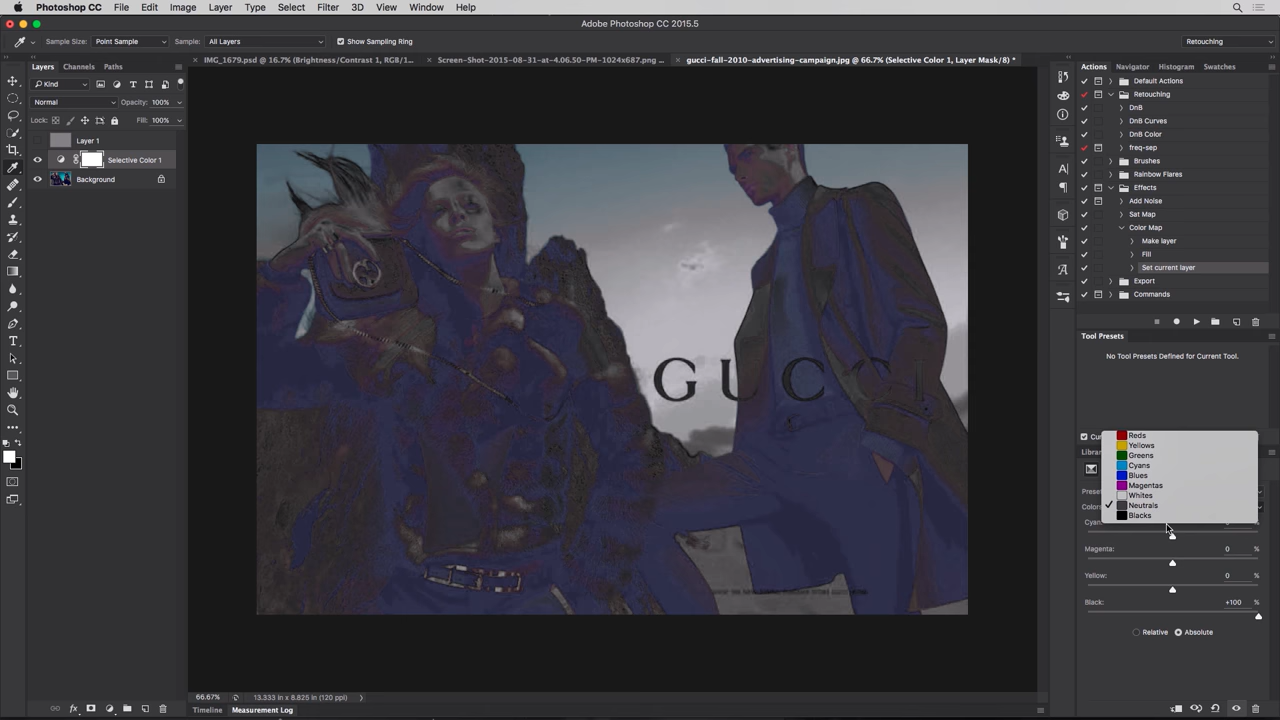 Photoshop CC File Edit Image Layer Type Select Filter 3D View Window Help
Adobe Photoshop CC 2015.5
Sample Size: Point Sample Sample: All Layers Show Sampling Ring Retouching
Layers Channels Paths
IMG_1679.psd @ 16.7% (Brightness/Contrast 1, RGB/1...
Screen-Shot-2015-08-31-at-4.06.50-PM-1024x687.png ...
gucci-fall-2010-advertising-campaign.jpg @ 66.7% (Selective Color 1, Layer Mask/8) *
Actions Navigator Histogram Swatches
Kind
Normal Opacity: 100%
Lock: Fill: 100%
Layer 1
Selective Color 1
Background
GUCCI
66.67% 13.333 in x 8.825 in (120 ppi)
Timeline Measurement Log
Default Actions
Retouching
DnB
DnB Curves
DnB Color
freq-sep
Brushes
Rainbow Flares
Effects
Add Noise
Sat Map
Color Map
Make layer
Fill
Set current layer
Export
Commands
Tool Presets
No Tool Presets Defined for Current Tool.
Reds
Yellows
Greens
Cyans
Blues
Magentas
Whites
Neutrals
Blacks
Magenta: 0 %
Yellow: 0 %
Black: +100 %
Relative Absolute